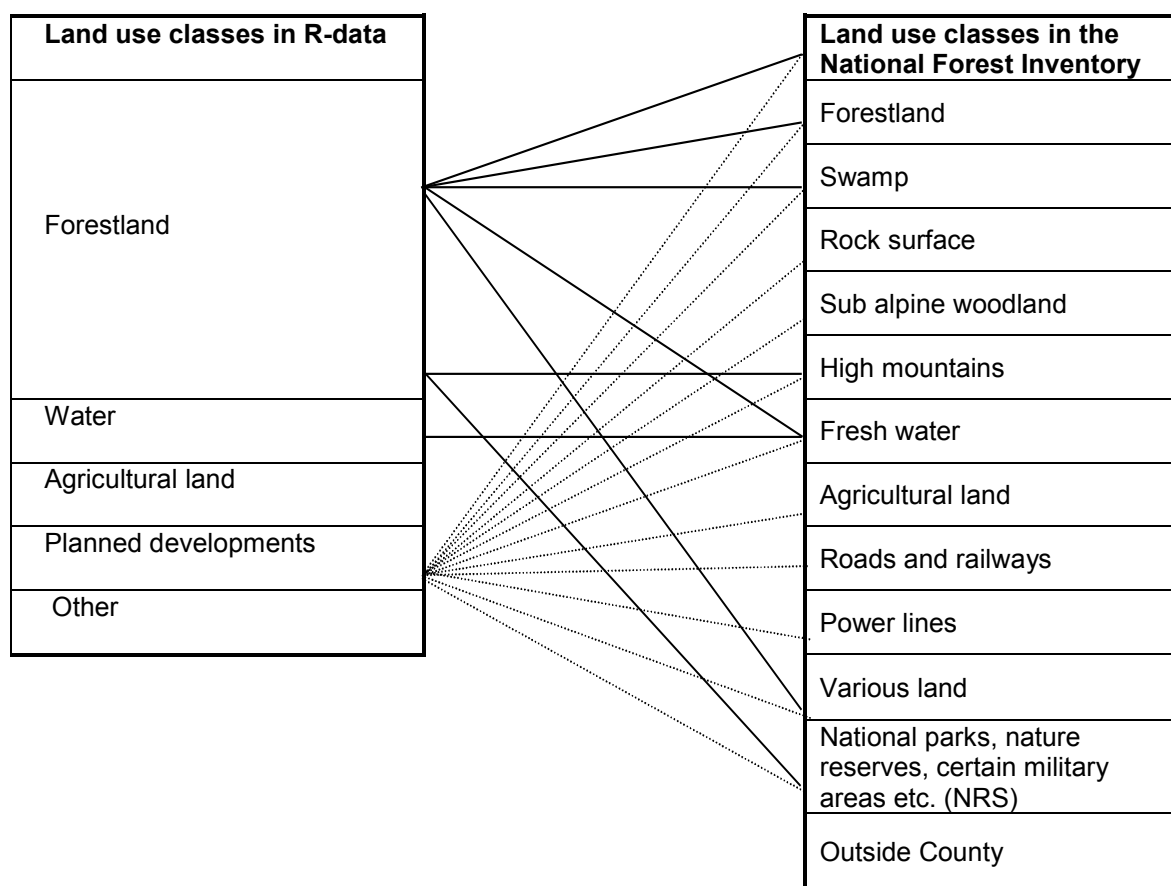 Land use classes in R-data
Forestland
Water
Agricultural land
Planned developments
Other
Land use classes in the
National Forest Inventory
Forestland
Swamp
Rock surface
Sub alpine woodland
High mountains
Fresh water
Agricultural land
Roads and railways
Power lines
Various land
National parks, nature
reserves, certain military
areas etc. (NRS)
Outside County